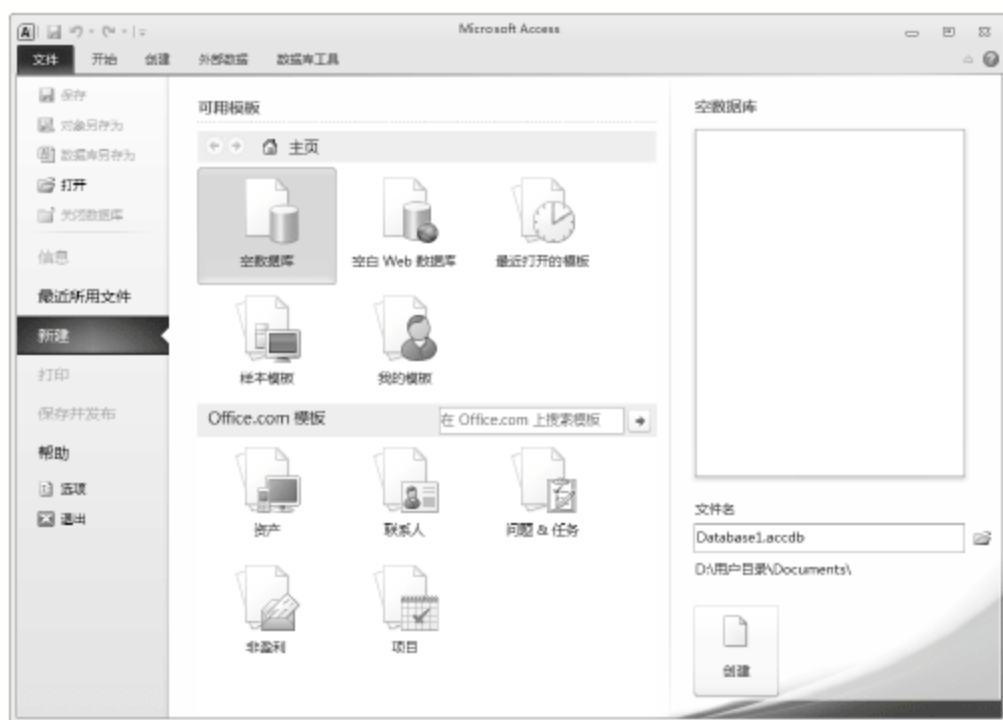 Microsoft Access
文件 开始 创建 外部数据 数据库工具
保存
对象另存为
数据库另存为
打开
关闭数据库
信息
最近所用文件
新建
打印
保存并发布
帮助
选项
退出
可用模板
主页
空数据库 空白 Web 数据库 最近打开的模板
样本模板 我的模板
Office.com 模板 在 Office.com 上搜索模板
资产 联系人 问题 & 任务
非盈利 项目
空数据库
文件名
Database1.accdb
D:\用户目录\Documents\
创建